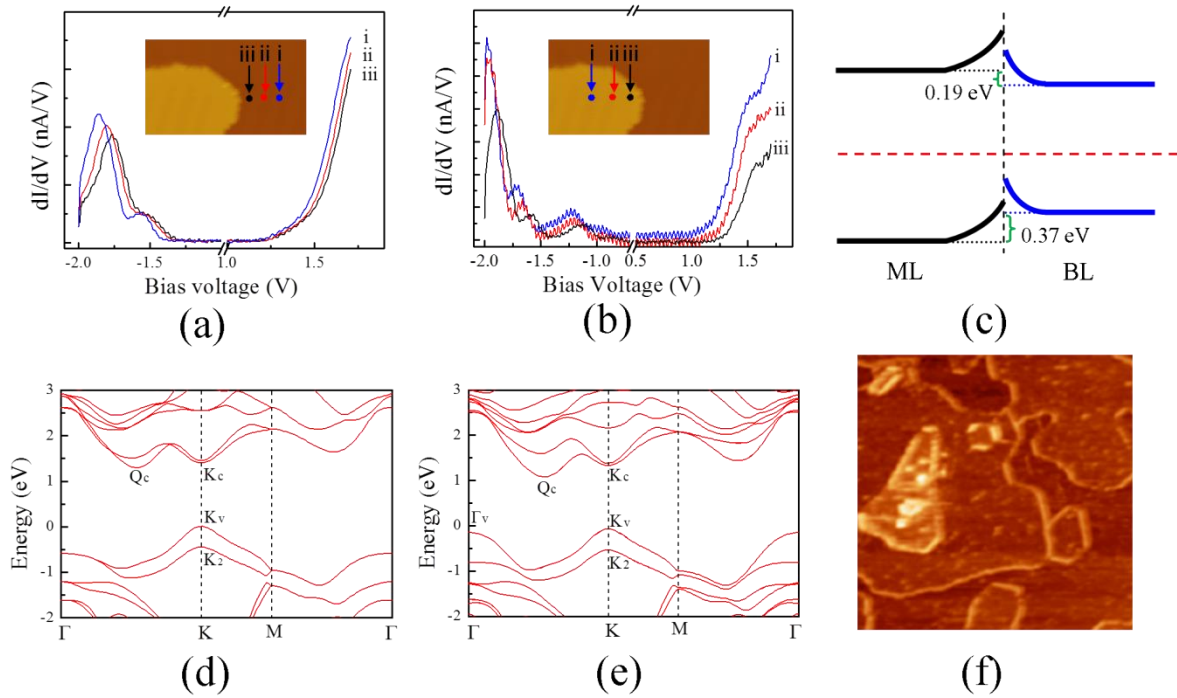 dI/dV (nA/V)
iii ii i
i
ii
iii
-2.0 -1.5 1.0 1.5
Bias voltage (V)
(a)
dI/dV (nA/V)
i ii iii
i
ii
iii
-2.0 -1.5 -1.0 0.5 0.5 1.0 1.5
Bias Voltage (V)
(b)
0.19 eV
0.37 eV
ML BL
(c)
Energy (eV)
3
2
1
0
-1
-2
Qc
Kc
Kv
K2
Γ K M Γ
(d)
Energy (eV)
3
2
1
0
-1
-2
Qc
Kc
Γv
Kv
K2
Γ K M Γ
(e)
(f)